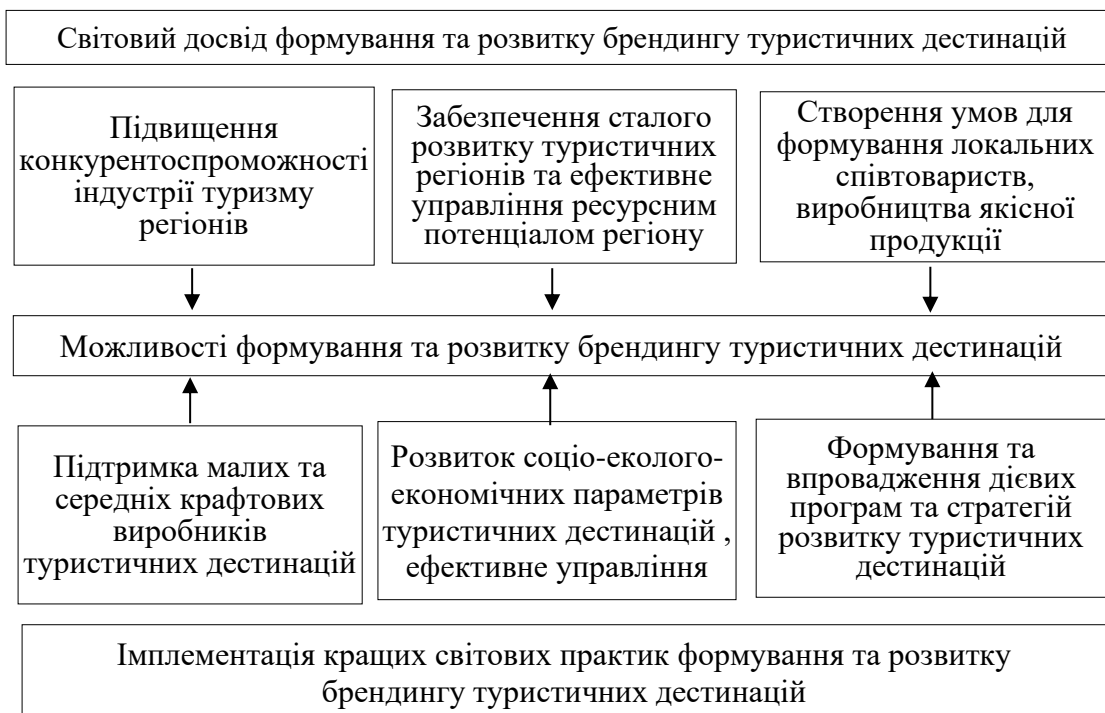 Світовий досвід формування та розвитку брендингу туристичних дестинацій
Підвищення
конкурентоспроможності
індустрії туризму
регіонів
Забезпечення сталого
розвитку туристичних
регіонів та ефективне
управління ресурсним
потенціалом регіону
Створення умов для
формування локальних
співтовариств,
виробництва якісної
продукції
Можливості формування та розвитку брендингу туристичних дестинацій
Підтримка малих та
середніх крафтових
виробників
туристичних дестинацій
Розвиток соціо-еколого-
економічних параметрів
туристичних дестинацій ,
ефективне управління
Формування та
впровадження дієвих
програм та стратегій
розвитку туристичних
дестинацій
Імплементація кращих світових практик формування та розвитку
брендингу туристичних дестинацій